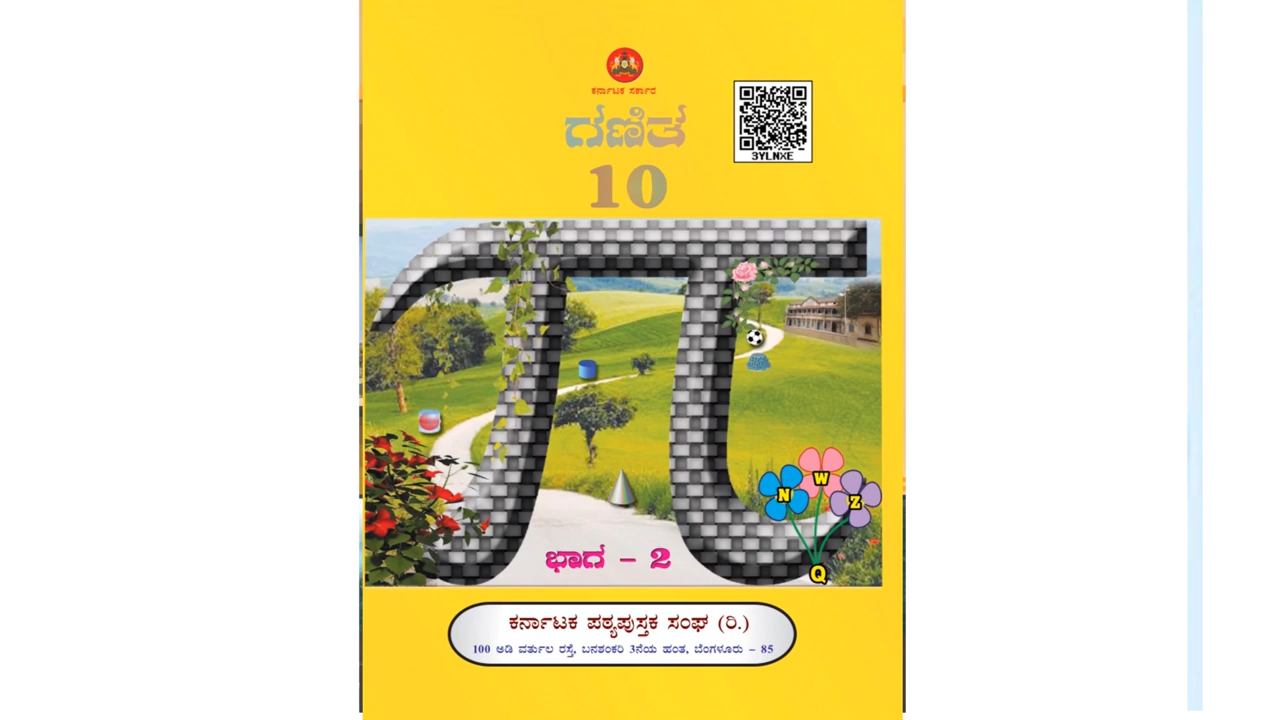 ಕರ್ನಾಟಕ ಸರ್ಕಾರ
ಗಣಿತ
10
3YLNXE
N
W
Z
Q
ಭಾಗ – 2
ಕರ್ನಾಟಕ ಪಠ್ಯಪುಸ್ತಕ ಸಂಘ (ರಿ.)
100 ಅಡಿ ವರ್ತುಲ ರಸ್ತೆ, ಬನಶಂಕರಿ 3ನೆಯ ಹಂತ, ಬೆಂಗಳೂರು – 85